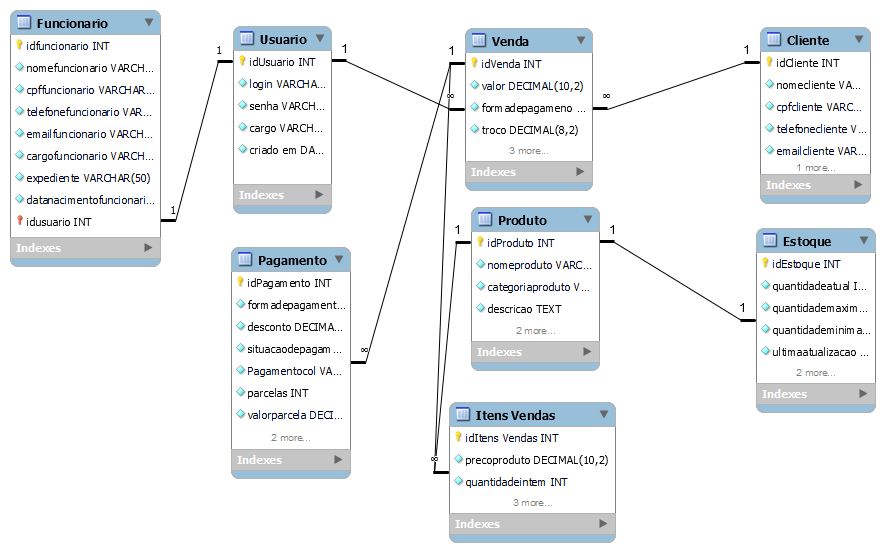 Funcionario
idfuncionario INT
nomefuncionario VARCH...
cpffuncionario VARCHAR...
telefonefuncionario VARC...
emailfuncionario VARCH...
cargofuncionario VARCH...
expediente VARCHAR(50)
datanacimentofuncionari...
idusuario INT
Indexes
1
1
Usuario
idUsuario INT
login VARCHA...
senha VARC...
cargo VARC...
criado em DA...
Indexes
1
∞
Venda
idVenda INT
valor DECIMAL(10,2)
formadepagameno ...
troco DECIMAL(8,2)
3 more...
Indexes
1
∞
1
Cliente
idCliente INT
nomecliente VA...
cpfcliente VARC...
telefonecliente V...
emailcliente VAR...
1 more...
Indexes
Pagamento
idPagamento INT
formadepagament...
desconto DECIMA...
situacaodepagam...
Pagamentocol VA...
parcelas INT
valorparcela DECI...
2 more...
Indexes
∞
Produto
idProduto INT
nomeproduto VARC...
categoriaproduto V...
descricao TEXT
2 more...
Indexes
1
1
1
Estoque
idEstoque INT
quantidadeatual I...
quantidademaxim...
quantidademinima...
ultimaatualizacao ...
2 more...
Indexes
Itens Vendas
idItens Vendas INT
precoproduto DECIMAL(10,2)
quantidadeintem INT
3 more...
Indexes
∞